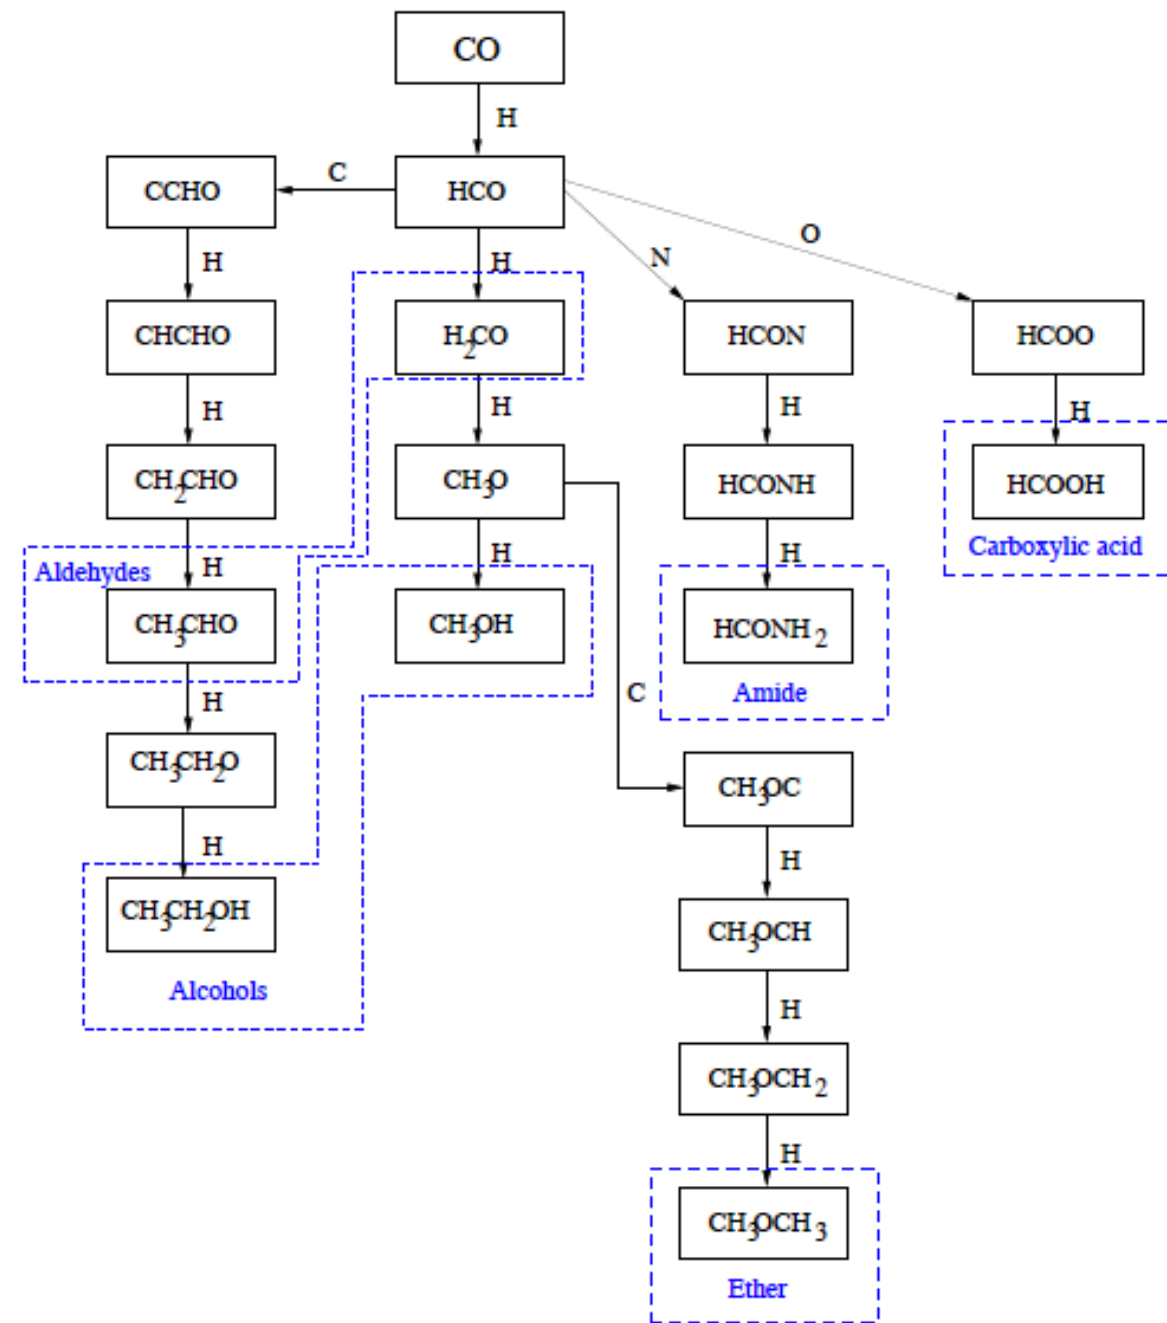 CO
H
C
CCHO
HCO
O
H
H
N
CHCHO
H₂CO
HCON
HCOO
H
H
H
H
CH₂CHO
CH₃O
HCONH
HCOOH
Carboxylic acid
Aldehydes
H
H
H
CH₃CHO
CH₃OH
HCONH₂
H
C
Amide
CH₃CH₂O
CH₃OC
H
H
CH₃CH₂OH
CH₃OCH
Alcohols
H
CH₃OCH₂
H
CH₃OCH₃
Ether